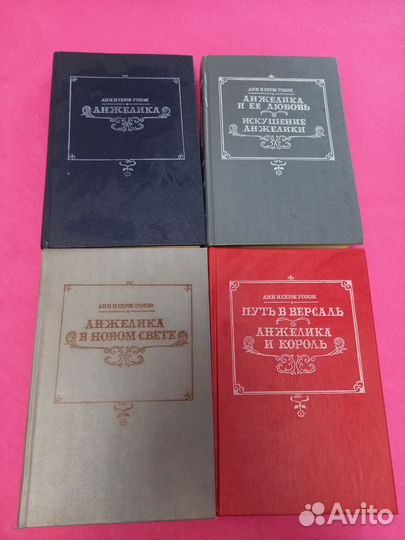 АНН И СЕРЖ ГОЛОН
АНЖЕЛИКА
АНН И СЕРЖ ГОЛОН
АНЖЕЛИКА
И ЕЕ ЛЮБОВЬ
ИСКУШЕНИЕ
АНЖЕЛИКИ
АНН И СЕРЖ ГОЛОН
АНЖЕЛИКА
В НОВОМ СВЕТЕ
АНН И СЕРЖ ГОЛОН
ПУТЬ В ВЕРСАЛЬ
АНЖЕЛИКА
И КОРОЛЬ
Avito